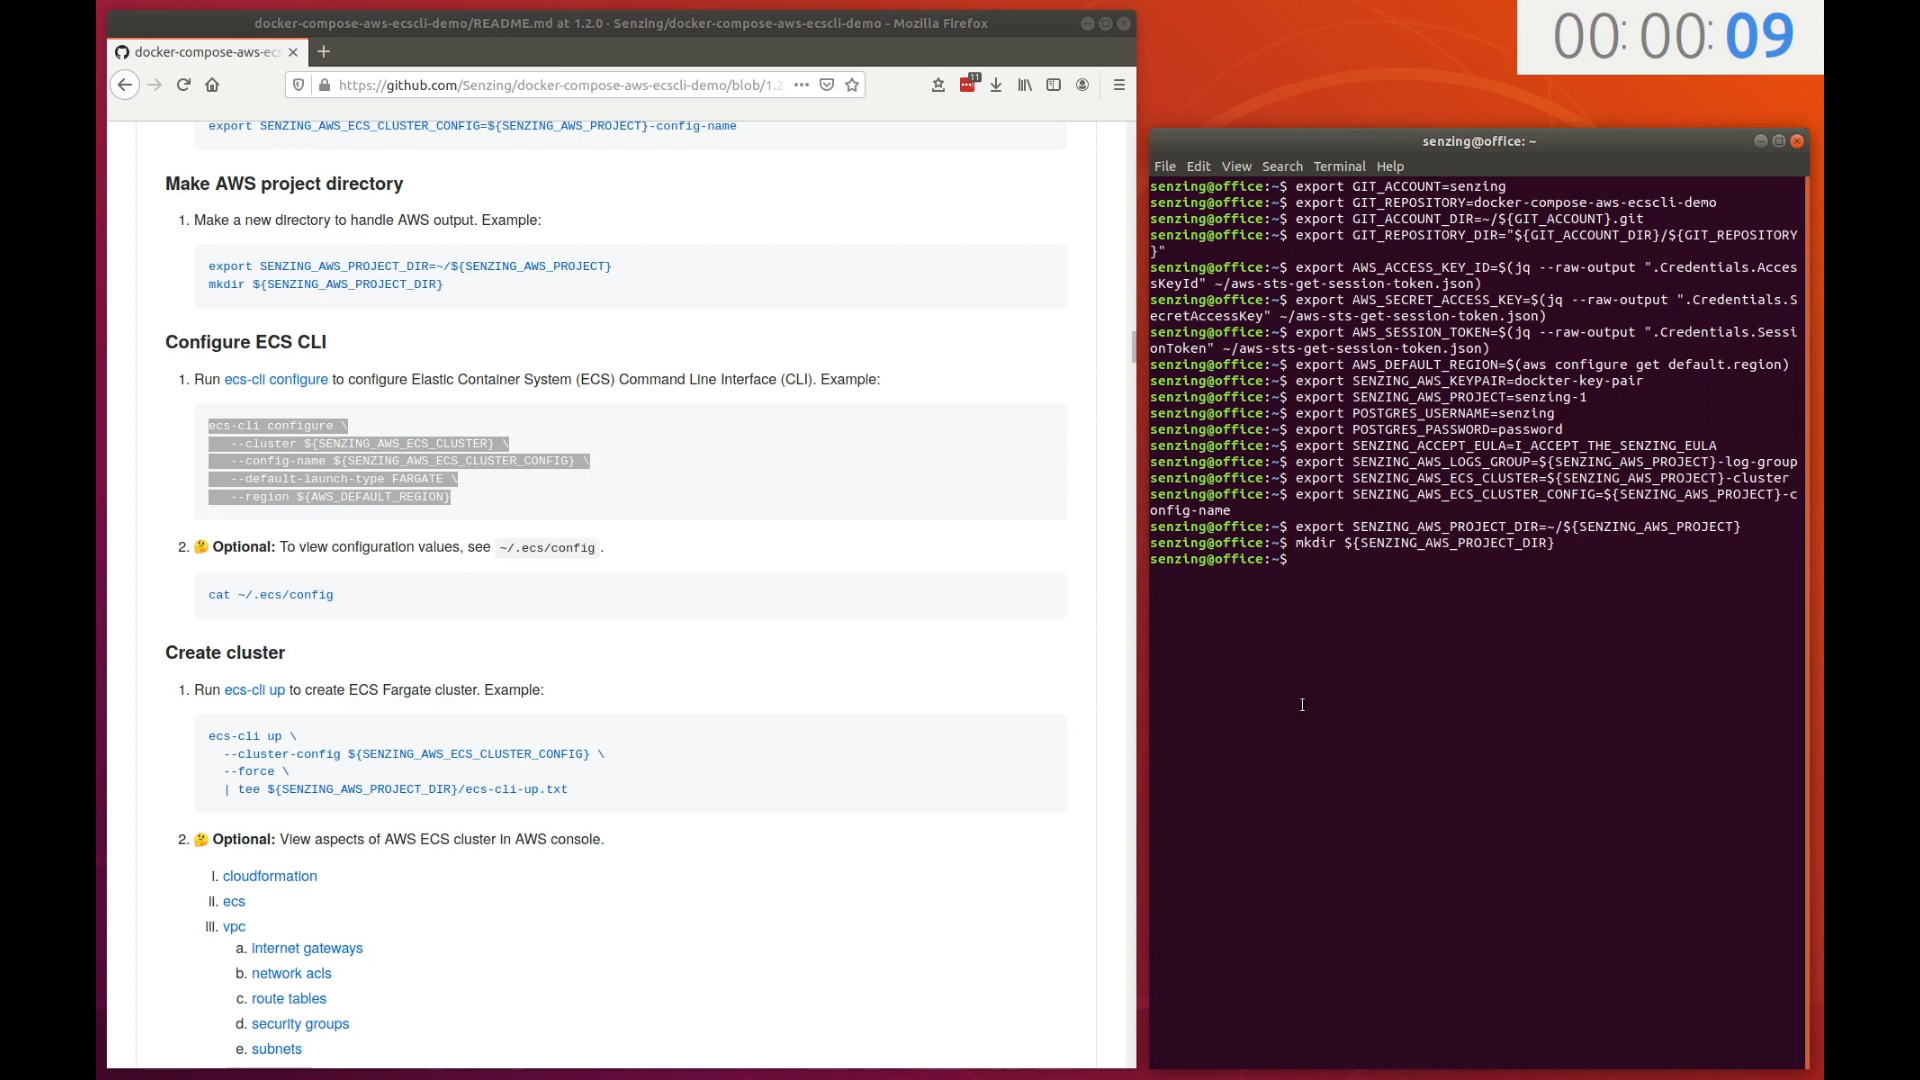 docker-compose-aws-ecscli-demo/README.md at 1.2.0 · Senzing/docker-compose-aws-ecscli-demo - Mozilla Firefox
docker-compose-aws-ecs
https://github.com/Senzing/docker-compose-aws-ecscli-demo/blob/1.2
11
export SENZING_AWS_ECS_CLUSTER_CONFIG=${SENZING_AWS_PROJECT}-config-name
Make AWS project directory
1. Make a new directory to handle AWS output. Example:
export SENZING_AWS_PROJECT_DIR=~/${SENZING_AWS_PROJECT}
mkdir ${SENZING_AWS_PROJECT_DIR}
Configure ECS CLI
1. Run ecs-cli configure to configure Elastic Container System (ECS) Command Line Interface (CLI). Example:
ecs-cli configure \
--cluster ${SENZING_AWS_ECS_CLUSTER} \
--config-name ${SENZING_AWS_ECS_CLUSTER_CONFIG} \
--default-launch-type FARGATE \
--region ${AWS_DEFAULT_REGION}
2. 🤔 Optional: To view configuration values, see ~/.ecs/config .
cat ~/.ecs/config
Create cluster
1. Run ecs-cli up to create ECS Fargate cluster. Example:
ecs-cli up \
--cluster-config ${SENZING_AWS_ECS_CLUSTER_CONFIG} \
--force \
| tee ${SENZING_AWS_PROJECT_DIR}/ecs-cli-up.txt
2. 🤔 Optional: View aspects of AWS ECS cluster in AWS console.
I. cloudformation
II. ecs
III. vpc
a. internet gateways
b. network acls
c. route tables
d. security groups
e. subnets
00:00:09
senzing@office: ~
File Edit View Search Terminal Help
senzing@office:~$ export GIT_ACCOUNT=senzing
senzing@office:~$ export GIT_REPOSITORY=docker-compose-aws-ecscli-demo
senzing@office:~$ export GIT_ACCOUNT_DIR=~/${GIT_ACCOUNT}.git
senzing@office:~$ export GIT_REPOSITORY_DIR="${GIT_ACCOUNT_DIR}/${GIT_REPOSITORY
}"
senzing@office:~$ export AWS_ACCESS_KEY_ID=$(jq --raw-output ".Credentials.Acces
sKeyId" ~/aws-sts-get-session-token.json)
senzing@office:~$ export AWS_SECRET_ACCESS_KEY=$(jq --raw-output ".Credentials.S
ecretAccessKey" ~/aws-sts-get-session-token.json)
senzing@office:~$ export AWS_SESSION_TOKEN=$(jq --raw-output ".Credentials.Sessi
onToken" ~/aws-sts-get-session-token.json)
senzing@office:~$ export AWS_DEFAULT_REGION=$(aws configure get default.region)
senzing@office:~$ export SENZING_AWS_KEYPAIR=dockter-key-pair
senzing@office:~$ export SENZING_AWS_PROJECT=senzing-1
senzing@office:~$ export POSTGRES_USERNAME=senzing
senzing@office:~$ export POSTGRES_PASSWORD=password
senzing@office:~$ export SENZING_ACCEPT_EULA=I_ACCEPT_THE_SENZING_EULA
senzing@office:~$ export SENZING_AWS_LOGS_GROUP=${SENZING_AWS_PROJECT}-log-group
senzing@office:~$ export SENZING_AWS_ECS_CLUSTER=${SENZING_AWS_PROJECT}-cluster
senzing@office:~$ export SENZING_AWS_ECS_CLUSTER_CONFIG=${SENZING_AWS_PROJECT}-c
onfig-name
senzing@office:~$ export SENZING_AWS_PROJECT_DIR=~/${SENZING_AWS_PROJECT}
senzing@office:~$ mkdir ${SENZING_AWS_PROJECT_DIR}
senzing@office:~$